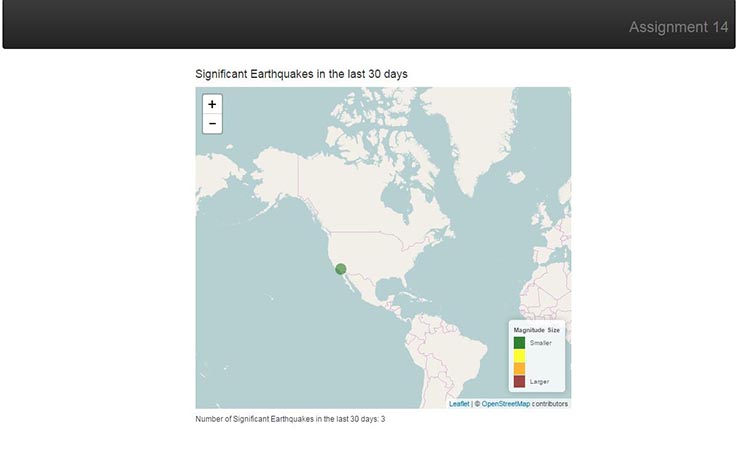 Assignment 14
Significant Earthquakes in the last 30 days
+
−
Magnitude Size
Smaller
Larger
Leaflet | © OpenStreetMap contributors
Number of Significant Earthquakes in the last 30 days: 3